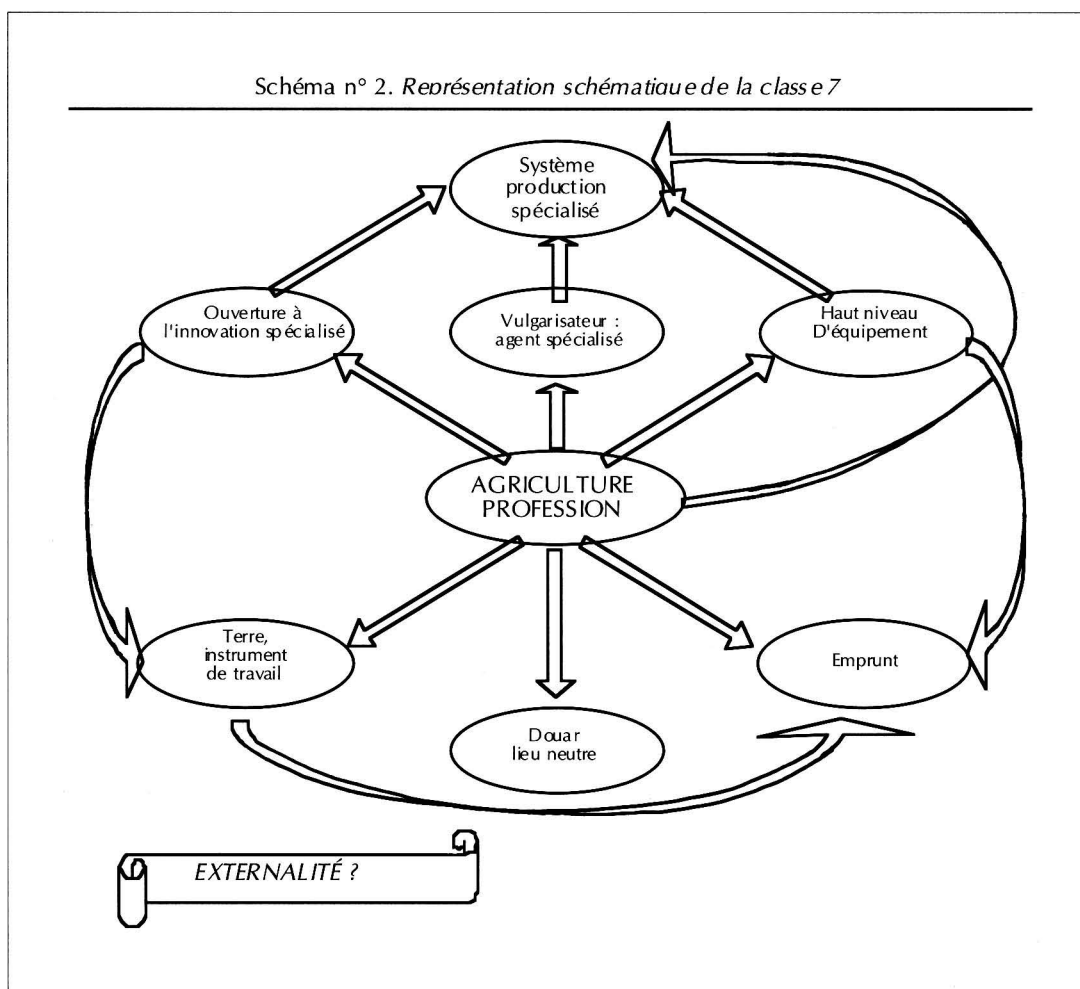 Schéma n° 2. Représentation schématique de la classe 7
Système
production
spécialisé
Ouverture à
l'innovation spécialisé
Vulgarisateur :
agent spécialisé
Haut niveau
D'équipement
AGRICULTURE
PROFESSION
Terre,
instrument
de travail
Emprunt
Douar
lieu neutre
EXTERNALITÉ ?